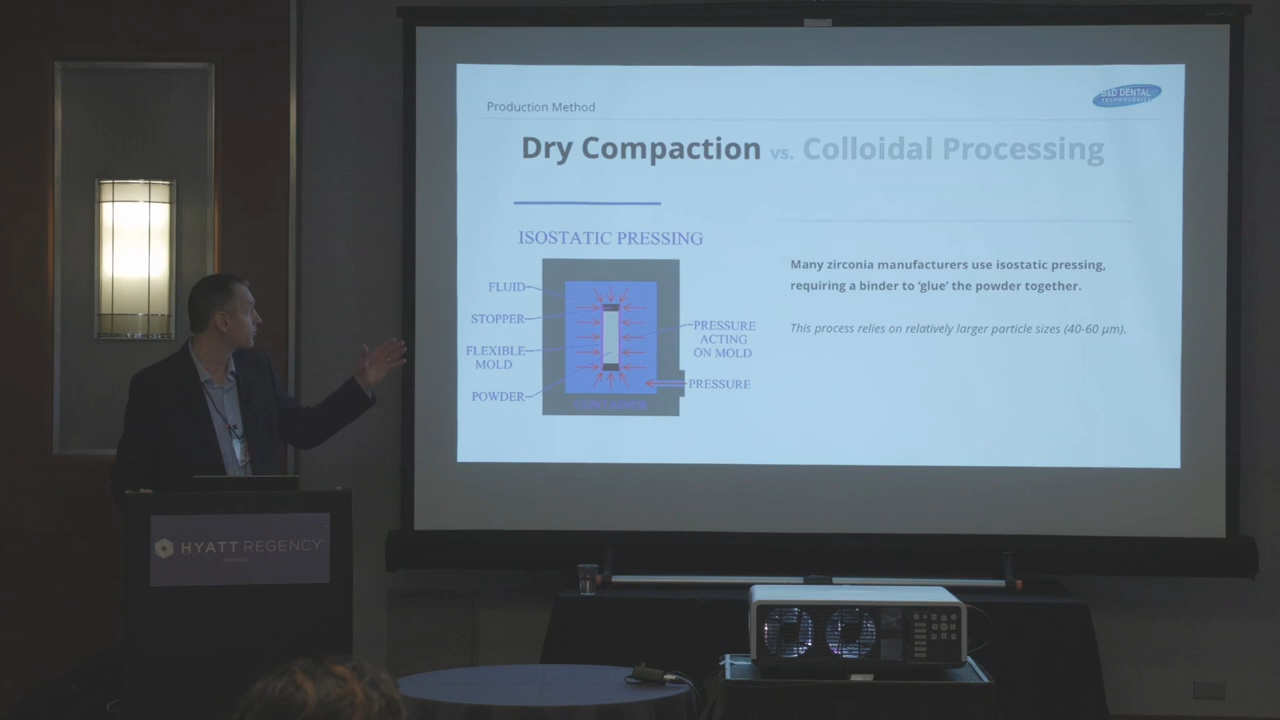 Production Method
B&D DENTAL
TECHNOLOGIES
Dry Compaction vs. Colloidal Processing
ISOSTATIC PRESSING
FLUID
STOPPER
FLEXIBLE
MOLD
POWDER
PRESSURE
ACTING
ON MOLD
PRESSURE
Many zirconia manufacturers use isostatic pressing,
requiring a binder to ‘glue’ the powder together.
This process relies on relatively larger particle sizes (40-60 µm).
HYATT REGENCY